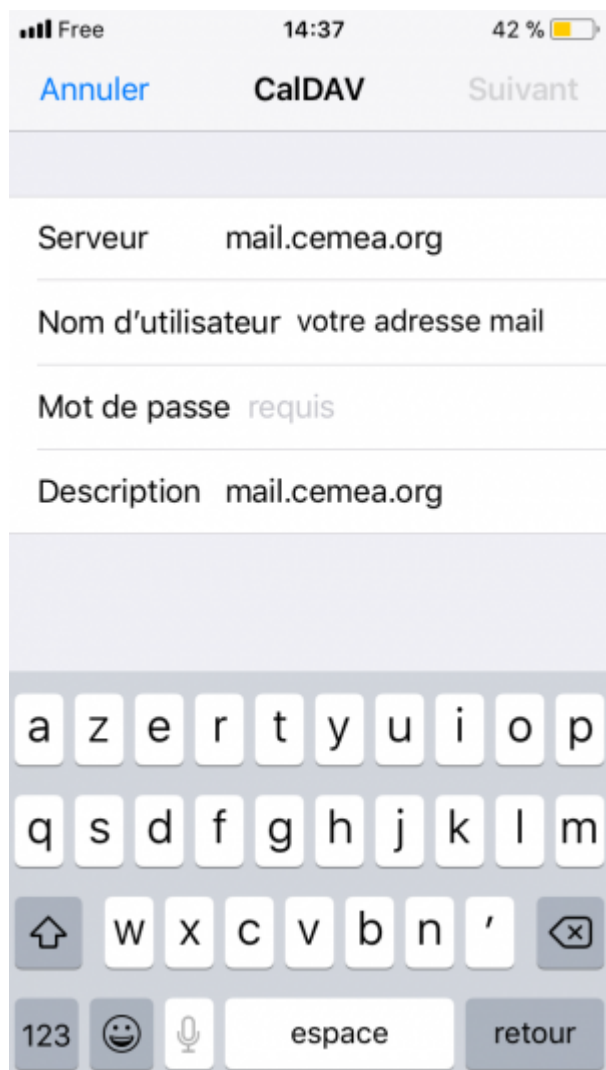 Free 14:37 42 %
Annuler CalDAV Suivant
Serveur mail.cemea.org
Nom d'utilisateur votre adresse mail
Mot de passe requis
Description mail.cemea.org
a z e r t y u i o p
q s d f g h j k l m
w x c v b n '
123 espace retour